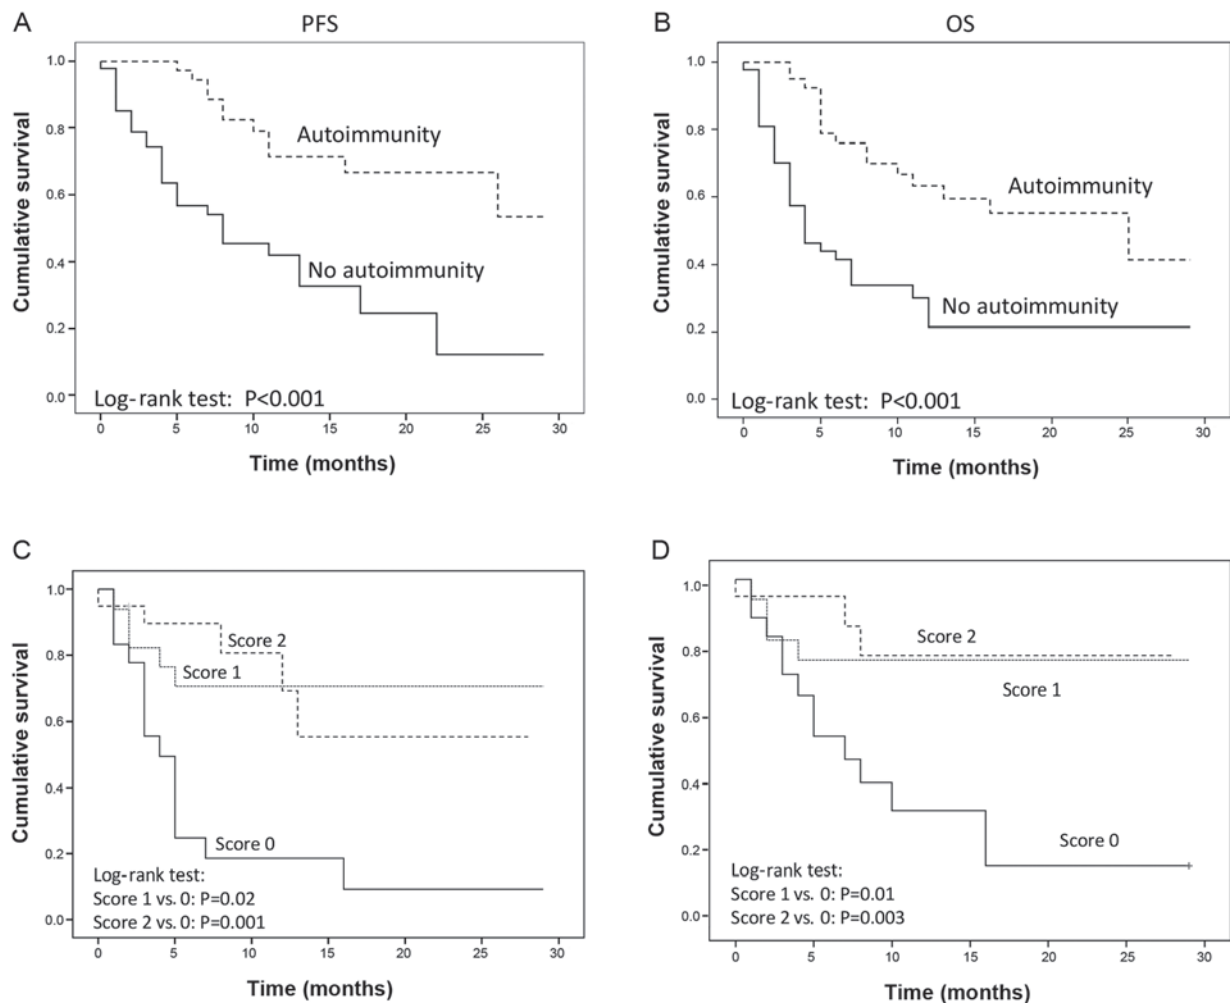 A
PFS
1.0
0.8
0.6
0.4
0.2
0.0
Cumulative survival
Autoimmunity
No autoimmunity
Log-rank test: P<0.001
0 5 10 15 20 25 30
Time (months)
B
OS
1.0
0.8
0.6
0.4
0.2
0.0
Cumulative survival
Autoimmunity
No autoimmunity
Log-rank test: P<0.001
0 5 10 15 20 25 30
Time (months)
C
1.0
0.8
0.6
0.4
0.2
0.0
Cumulative survival
Score 2
Score 1
Score 0
Log-rank test:
Score 1 vs. 0: P=0.02
Score 2 vs. 0: P=0.001
0 5 10 15 20 25 30
Time (months)
D
1.0
0.8
0.6
0.4
0.2
0.0
Cumulative survival
Score 2
Score 1
Score 0
Log-rank test:
Score 1 vs. 0: P=0.01
Score 2 vs. 0: P=0.003
0 5 10 15 20 25 30
Time (months)